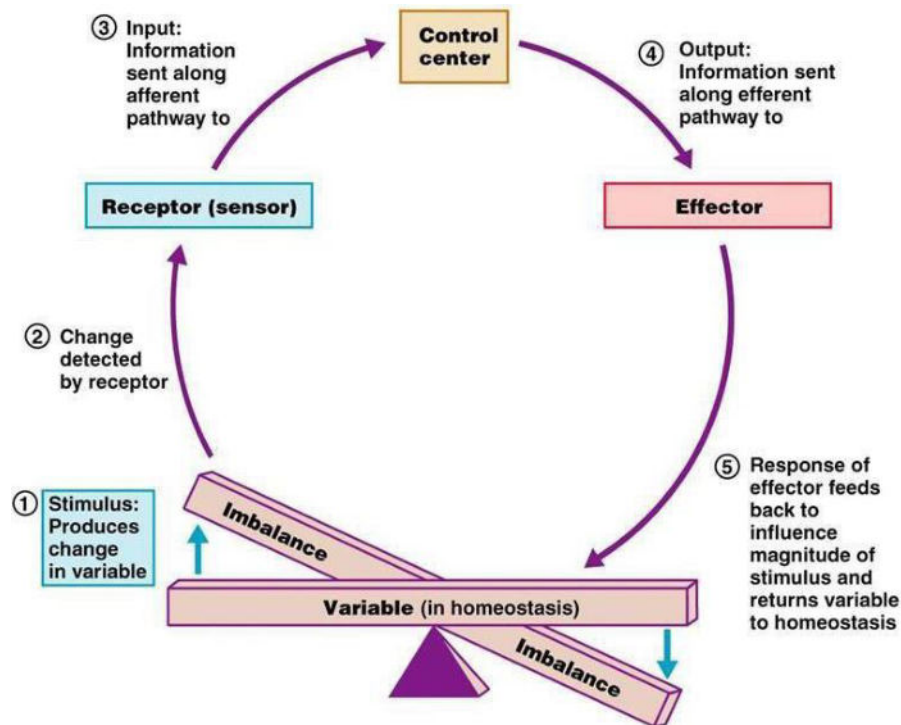 ③ Input:
Information
sent along
afferent
pathway to
Control
center
④ Output:
Information sent
along efferent
pathway to
Receptor (sensor)
Effector
② Change
detected
by receptor
① Stimulus:
Produces
change
in variable
Imbalance
Variable (in homeostasis)
Imbalance
⑤ Response of
effector feeds
back to
influence
magnitude of
stimulus and
returns variable
to homeostasis